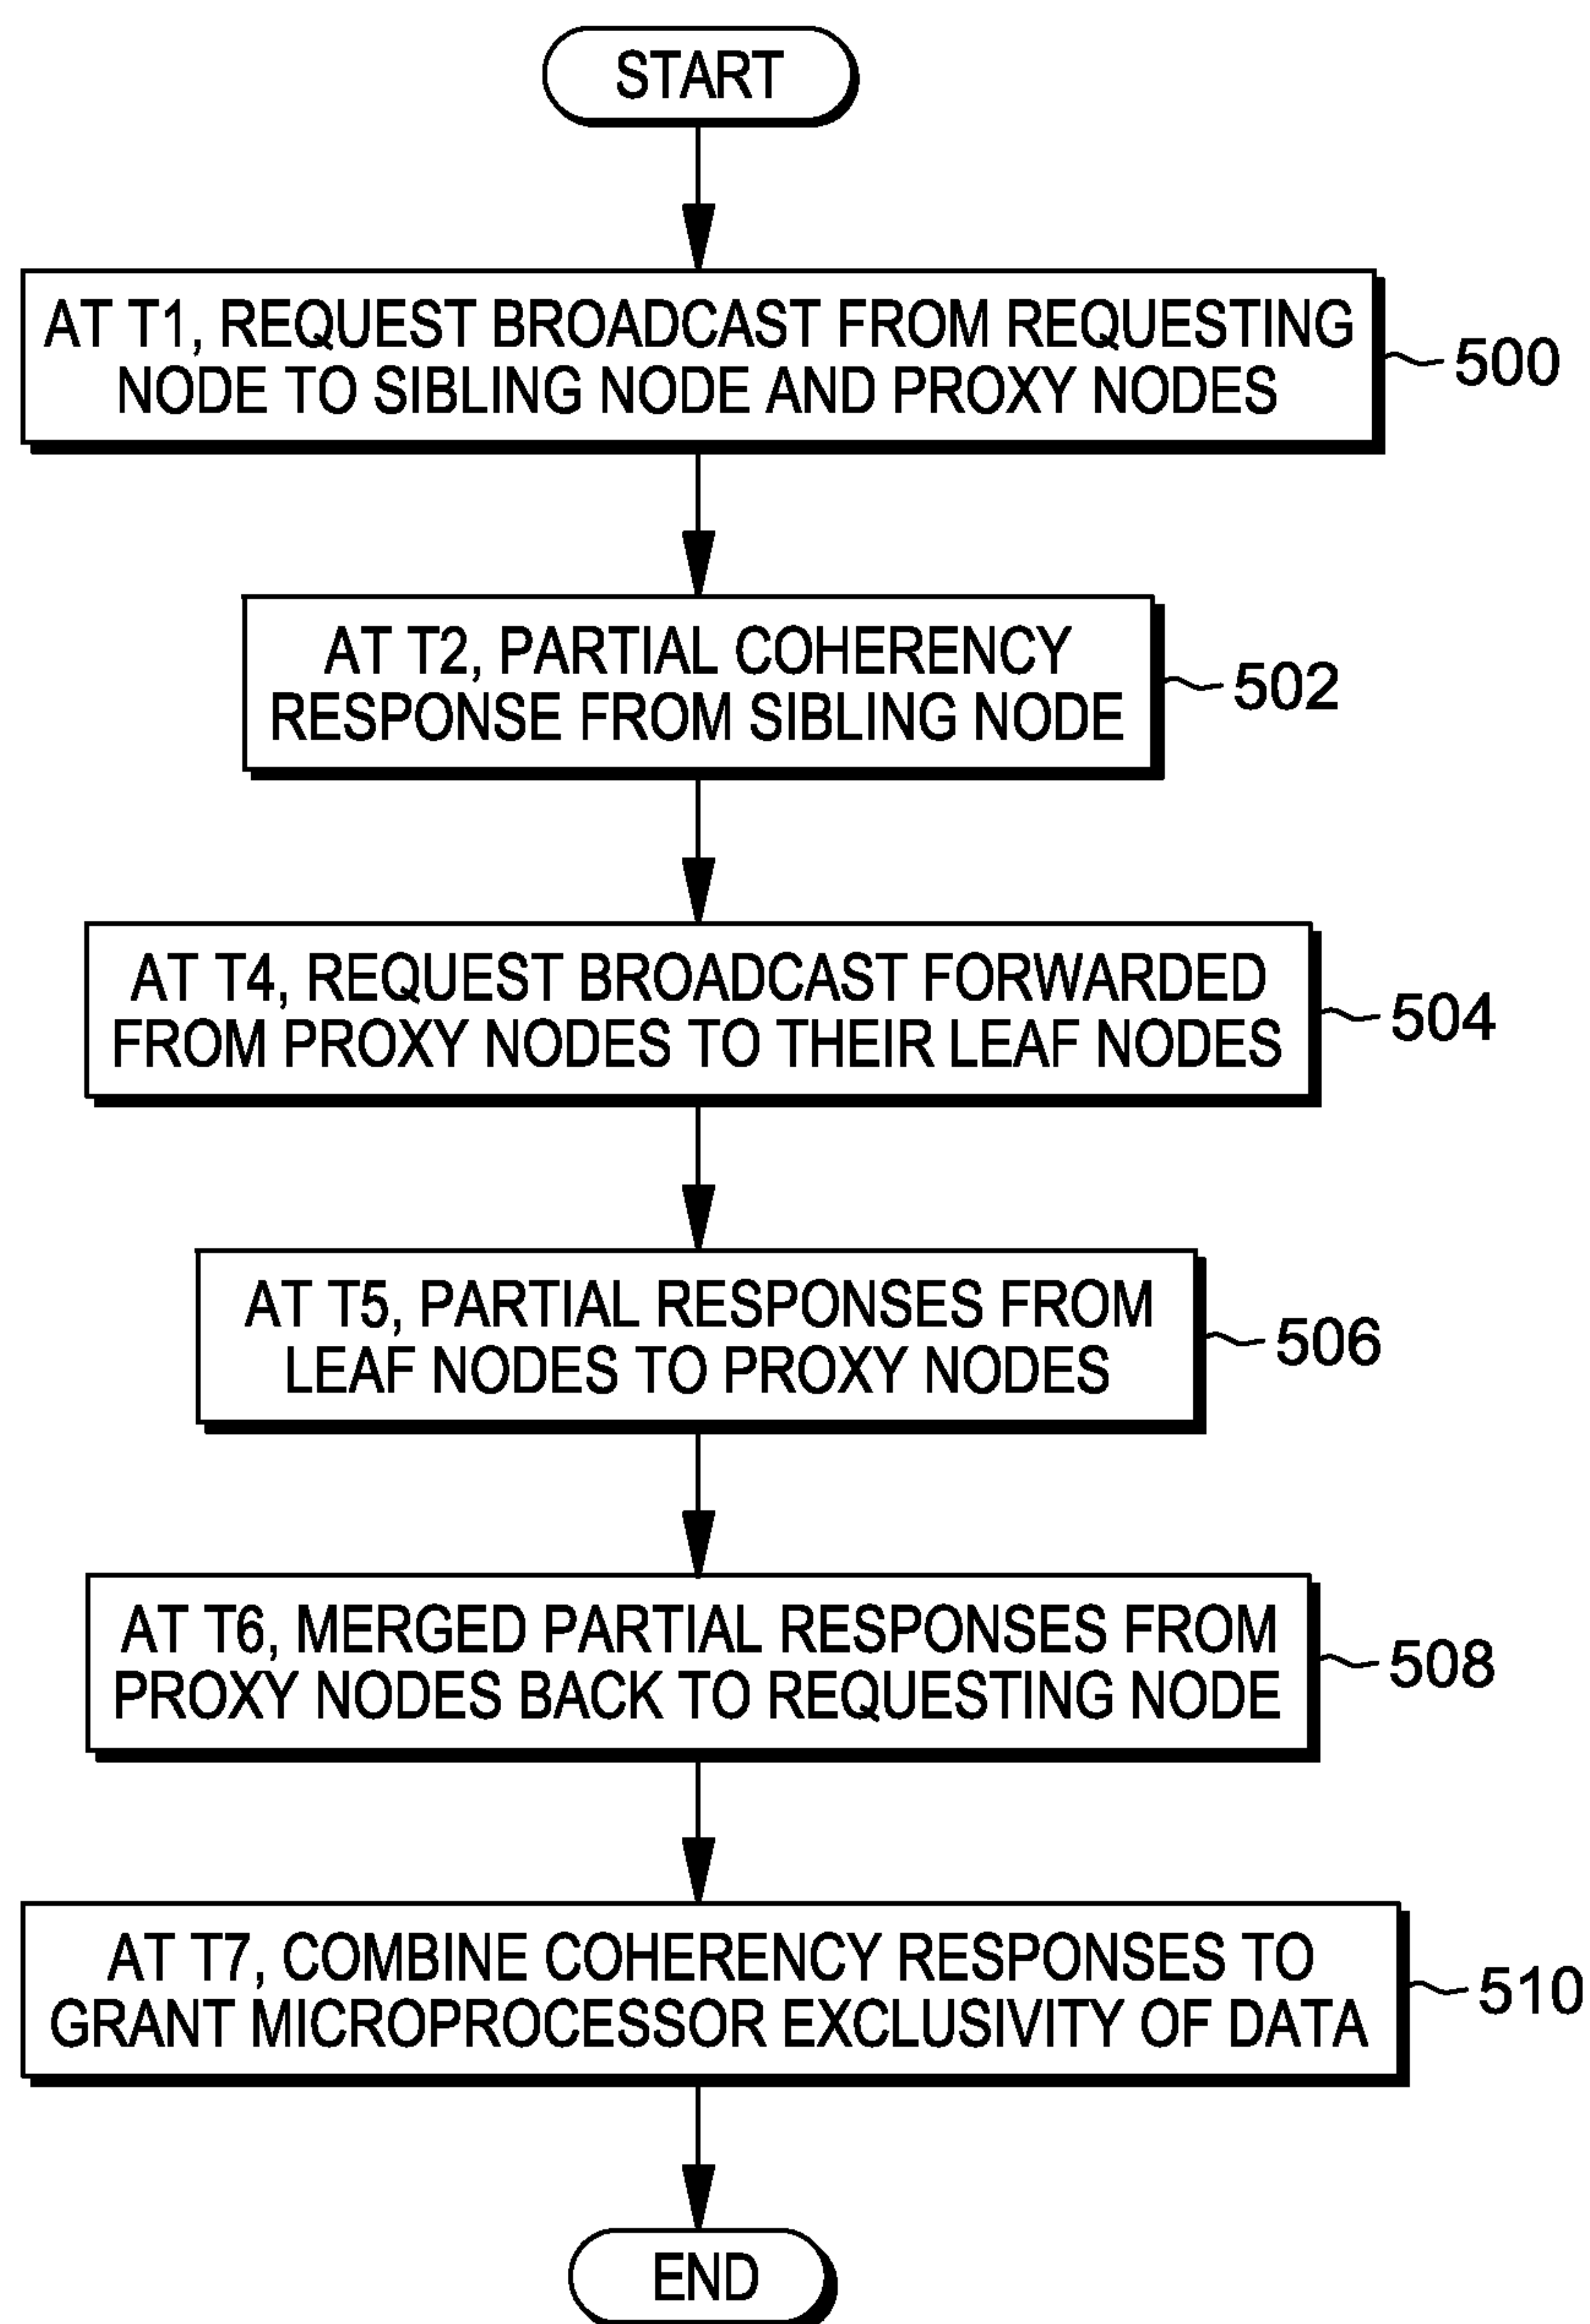 START
AT T1, REQUEST BROADCAST FROM REQUESTING
NODE TO SIBLING NODE AND PROXY NODES
500
AT T2, PARTIAL COHERENCY
RESPONSE FROM SIBLING NODE
502
AT T4, REQUEST BROADCAST FORWARDED
FROM PROXY NODES TO THEIR LEAF NODES
504
AT T5, PARTIAL RESPONSES FROM
LEAF NODES TO PROXY NODES
506
AT T6, MERGED PARTIAL RESPONSES FROM
PROXY NODES BACK TO REQUESTING NODE
508
AT T7, COMBINE COHERENCY RESPONSES TO
GRANT MICROPROCESSOR EXCLUSIVITY OF DATA
510
END